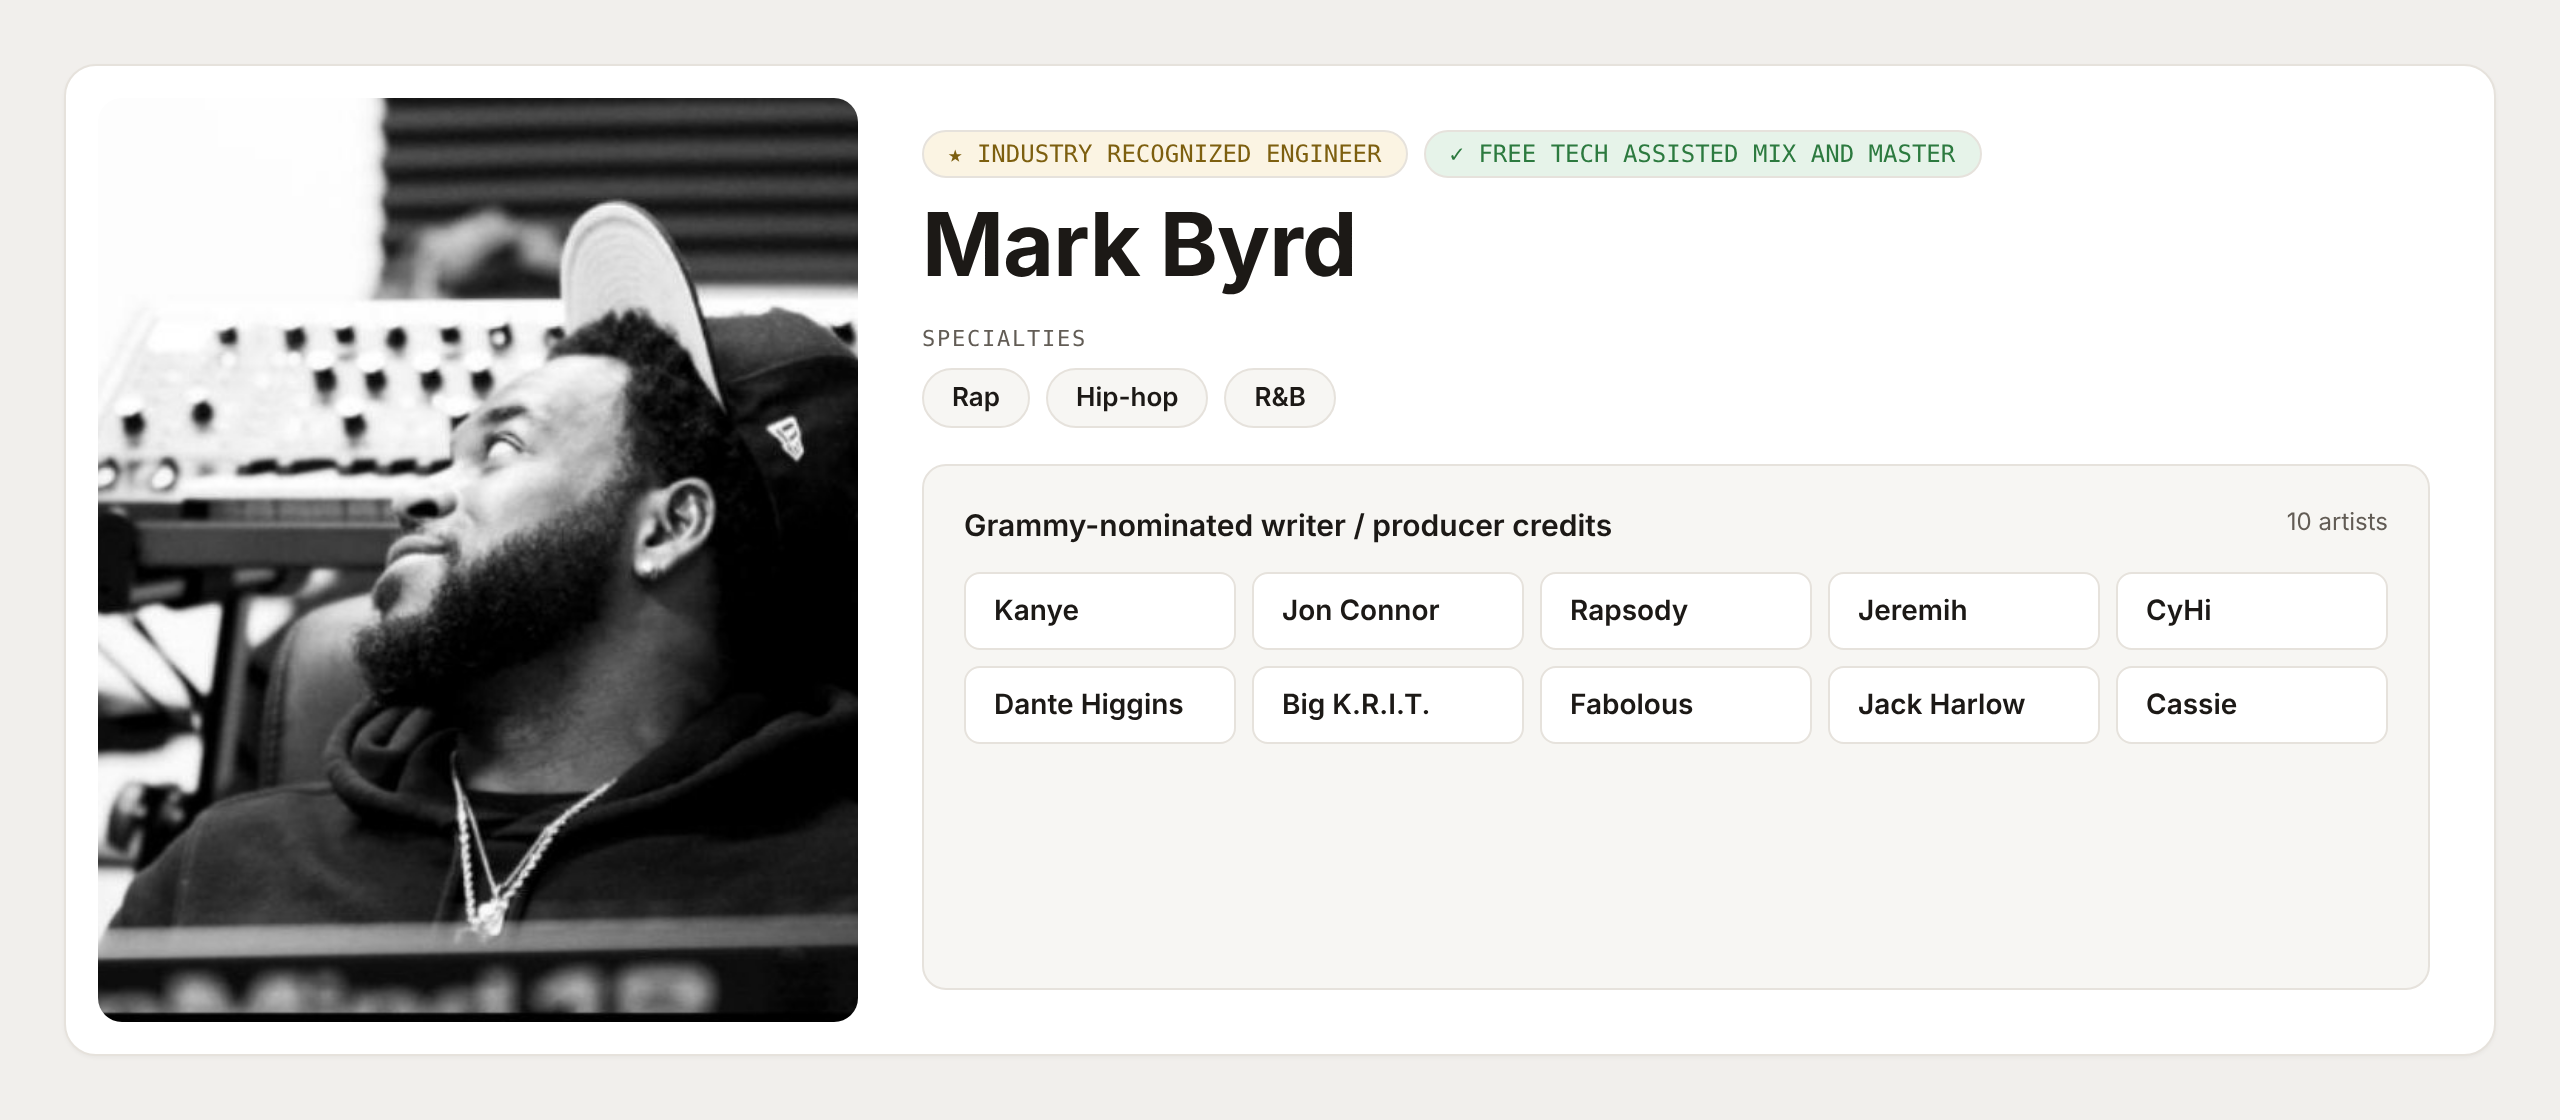 ★ INDUSTRY RECOGNIZED ENGINEER ✓ FREE TECH ASSISTED MIX AND MASTER
Mark Byrd
SPECIALTIES
Rap Hip-hop R&B
Grammy-nominated writer / producer credits 10 artists
Kanye Jon Connor Rapsody Jeremih CyHi
Dante Higgins Big K.R.I.T. Fabolous Jack Harlow Cassie